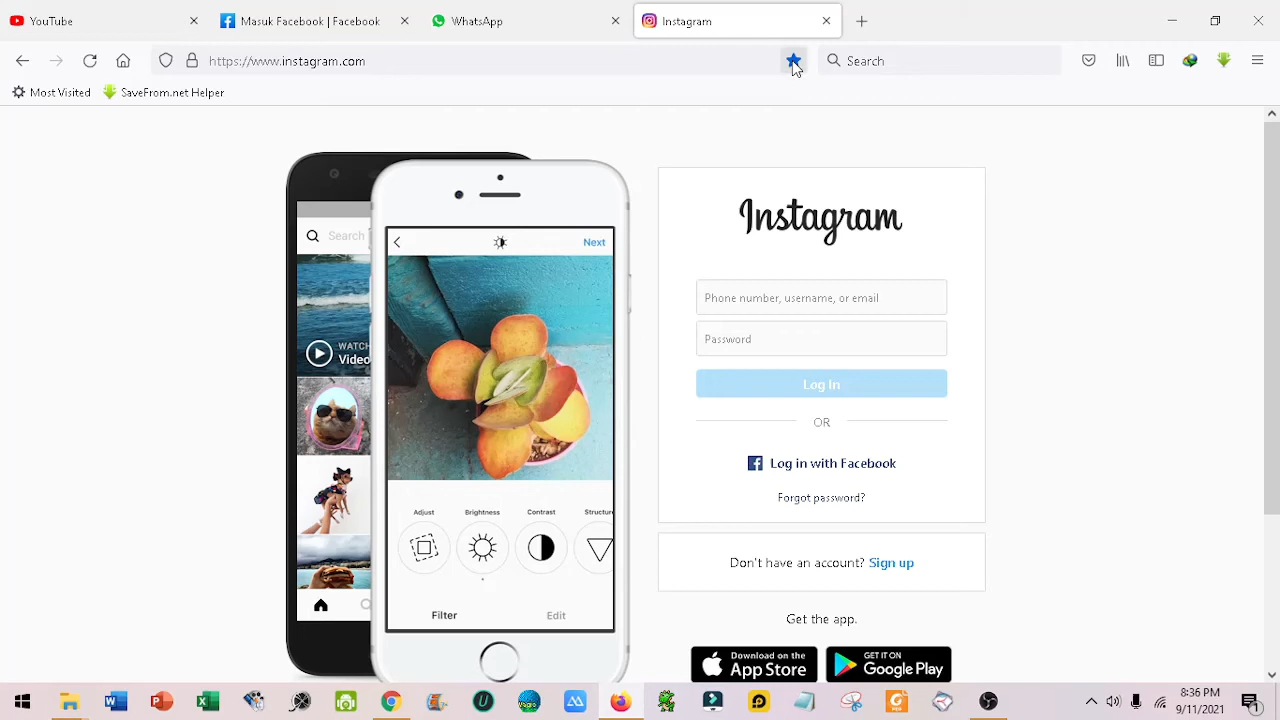 YouTube
Masuk Facebook | Facebook
WhatsApp
Instagram
https://www.instagram.com
Search
Most Visited
SaveFrom.net Helper
Search
Next
WATCH
Video
Adjust
Brightness
Contrast
Structure
Filter
Edit
Instagram
Phone number, username, or email
Password
Log In
OR
Log in with Facebook
Forgot password?
Don't have an account? Sign up
Get the app.
Download on the
App Store
GET IT ON
Google Play
8:36 PM
9/11/2021